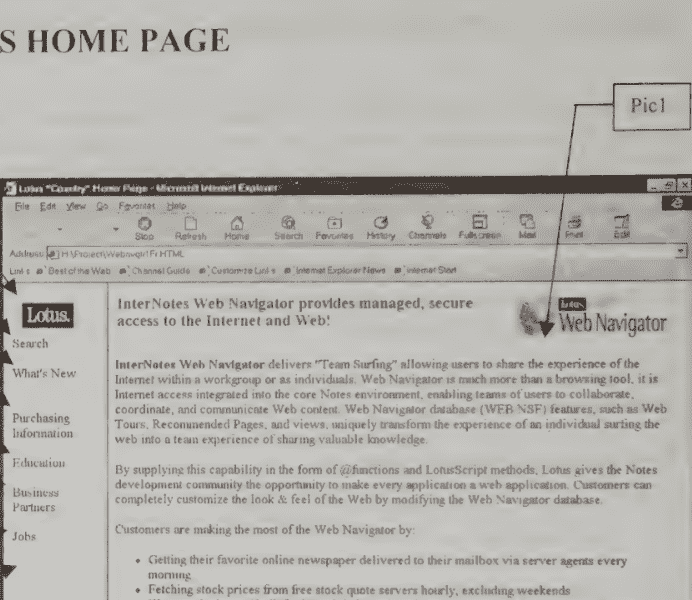 S HOME PAGE
Pic1
Lotus "Country" Home Page - Microsoft Internet Explorer
File Edit View Go Favorites Help
Stop Refresh Home Search Favorites History Channels Fullscreen Mail Print Edit
Address
Links Best of the Web Channel Guide Customize Links Internet Explorer News Internet Start
Lotus.
Search
What's New
Purchasing
Information
Education
Business
Partners
Jobs
InterNotes Web Navigator provides managed, secure
access to the Internet and Web!
Lotus.
Web Navigator
InterNotes Web Navigator delivers "Team Surfing" allowing users to share the experience of the
Internet within a workgroup or as individuals. Web Navigator is much more than a browsing tool, it is
Internet access integrated into the core Notes environment, enabling teams of users to collaborate,
coordinate, and communicate Web content. Web Navigator database (WEB.NSF) features, such as Web
Tours, Recommended Pages, and views, uniquely transform the experience of an individual surfing the
web into a team experience of sharing valuable knowledge.
By supplying this capability in the form of @functions and LotusScript methods, Lotus gives the Notes
development community the opportunity to make every application a web application. Customers can
completely customize the look & feel of the Web by modifying the Web Navigator database.
Customers are making the most of the Web Navigator by:
• Getting their favorite online newspaper delivered to their mailbox via server agents every
morning
• Fetching stock prices from free stock quote servers hourly, excluding weekends